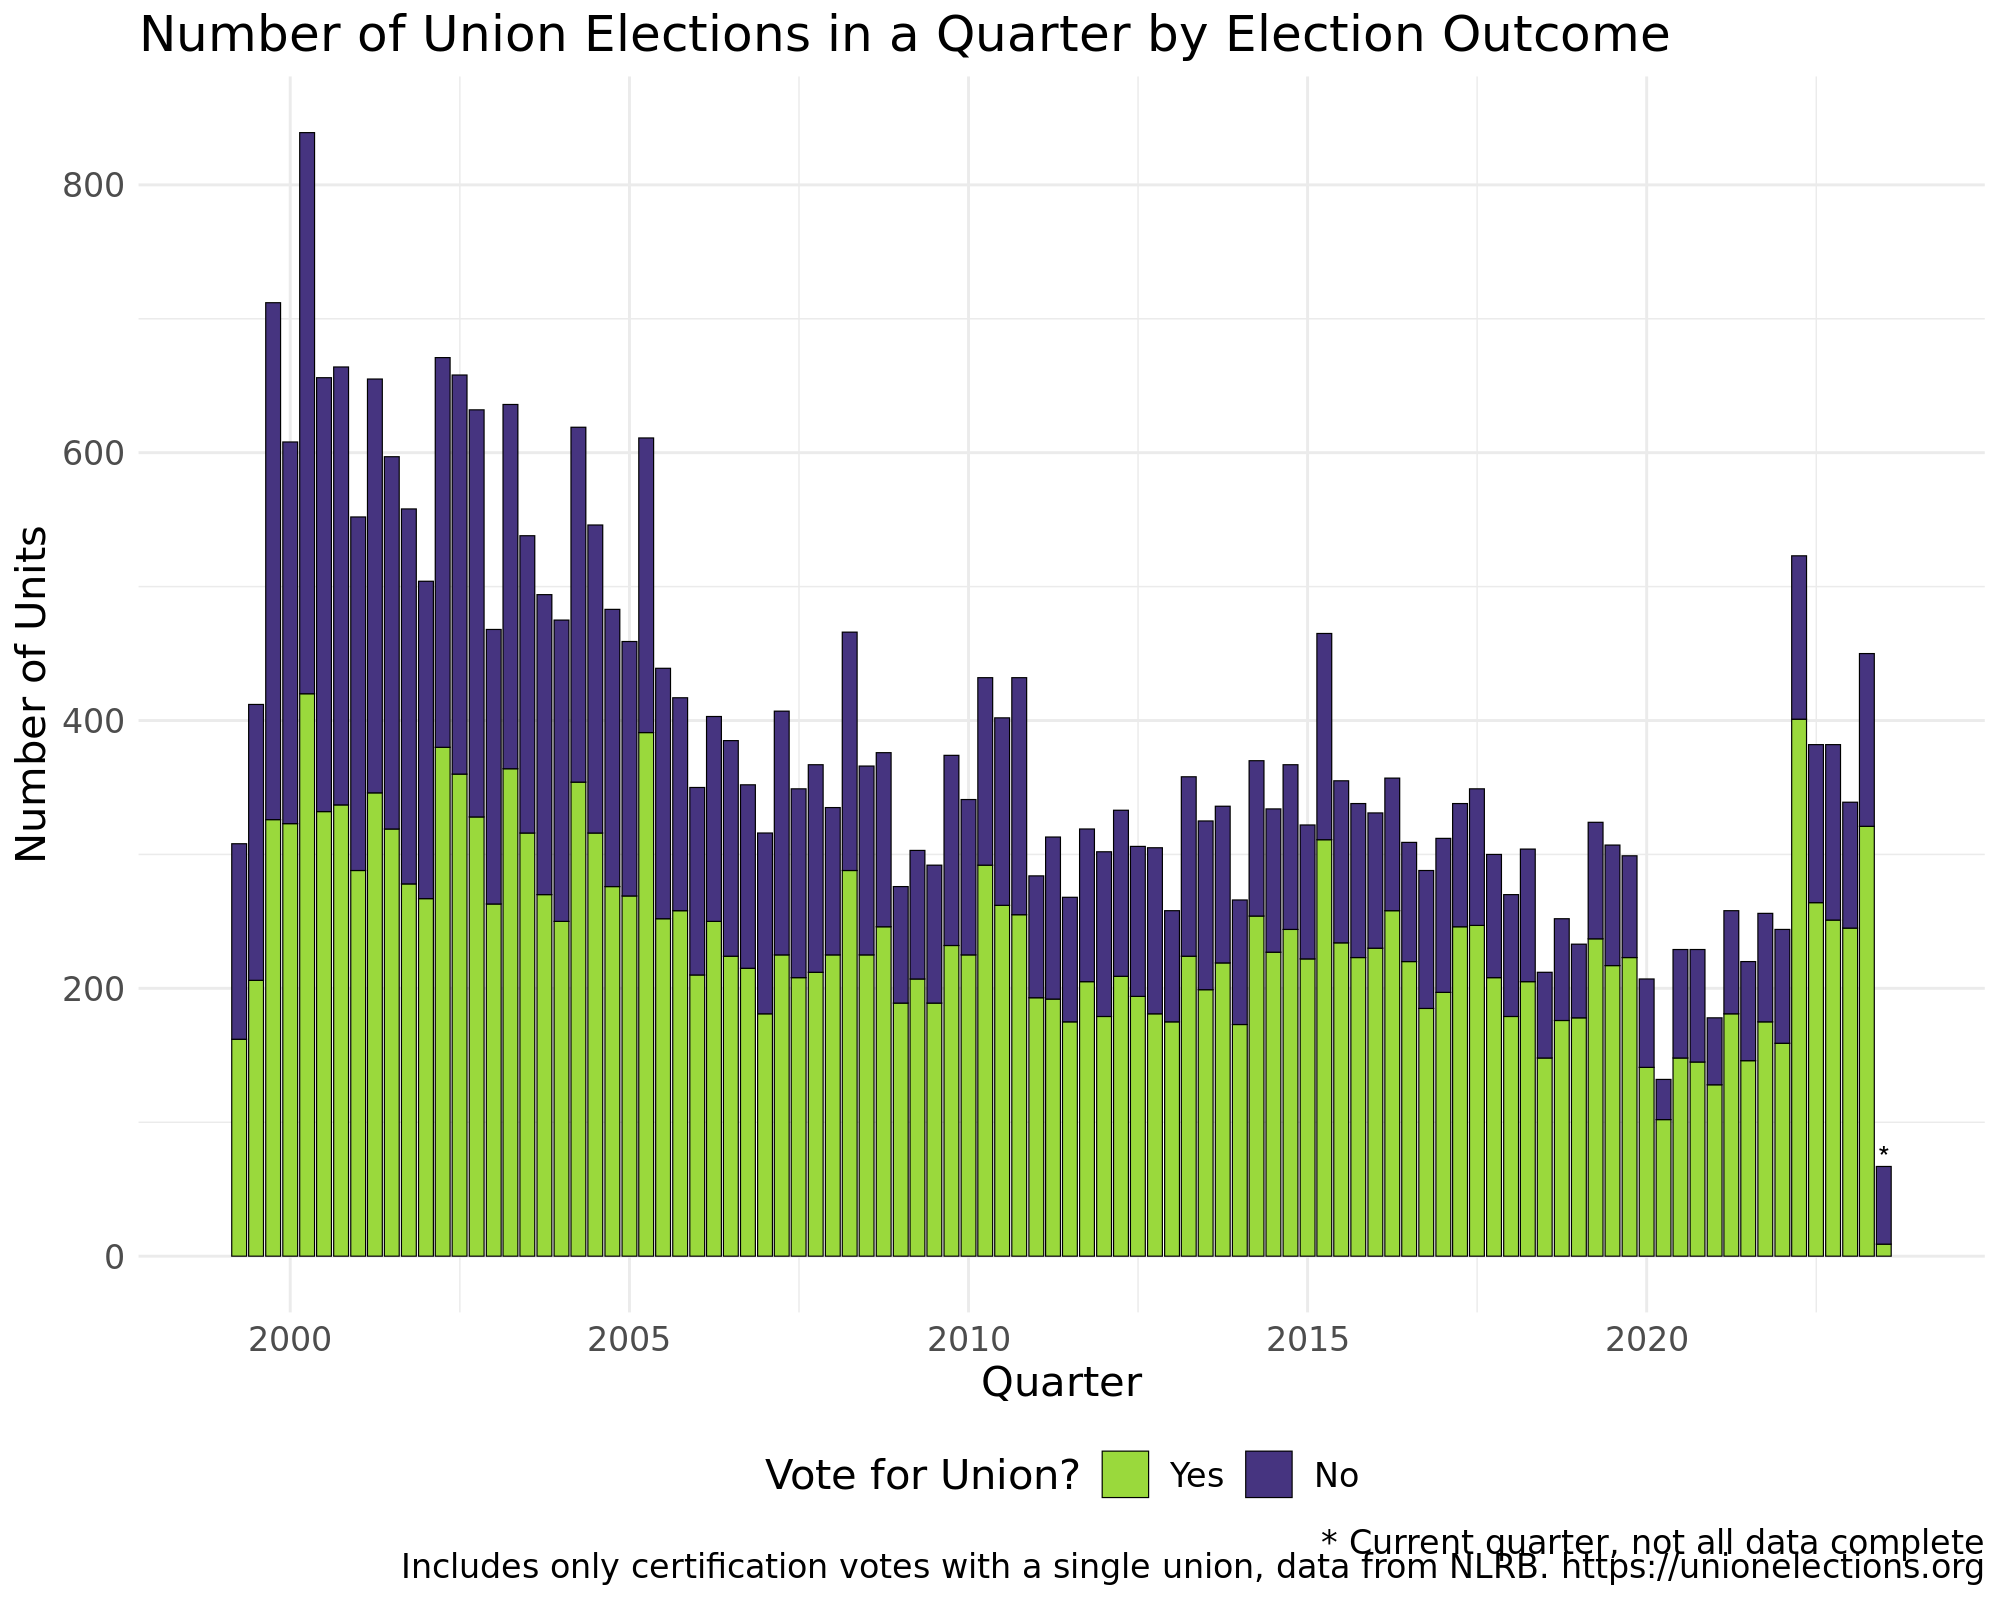 Number of Union Elections in a Quarter by Election Outcome
Number of Units
800
600
400
200
0
*
2000 2005 2010 2015 2020
Quarter
Vote for Union? Yes No
* Current quarter, not all data complete
Includes only certification votes with a single union, data from NLRB. https://unionelections.org